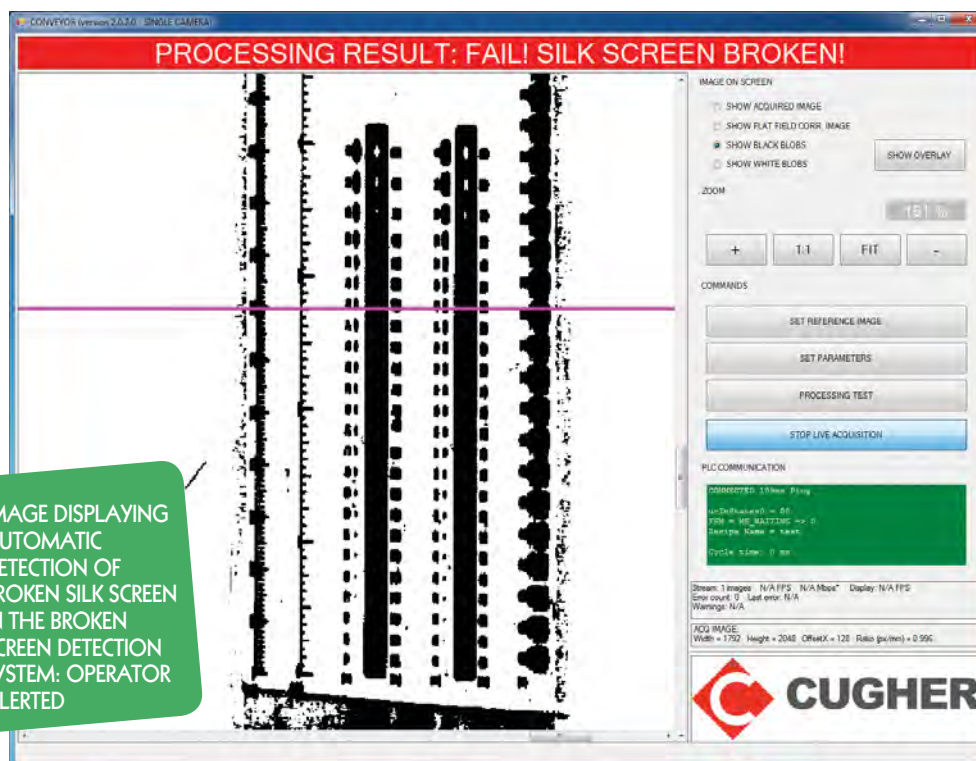 CONVEYOR (version 2.0.2.0 - SINGLE CAMERA)
PROCESSING RESULT: FAIL! SILK SCREEN BROKEN!
IMAGE ON SCREEN
SHOW ACQUIRED IMAGE
SHOW FLAT FIELD CORR. IMAGE
SHOW BLACK BLOBS
SHOW WHITE BLOBS
SHOW OVERLAY
ZOOM
+
1:1
FIT
-
COMMANDS
SET REFERENCE IMAGE
SET PARAMETERS
PROCESSING TEST
STOP LIVE ACQUISITION
PLC COMMUNICATION
Cycle time: 0 ms
Stream: 1 images N/A FPS N/A Mbps Display: N/A FPS
Error count: 0 Last error: N/A
Warnings: N/A
ACQ IMAGE:
Width = 1792 Height = 2048 OffsetX = 128 Ratio (px/mm) = 0.996
CUGHER
MAGE DISPLAYING
UTOMATIC
ETECTION OF
ROKEN SILK SCREEN
N THE BROKEN
CREEN DETECTION
YSTEM: OPERATOR
LERTED